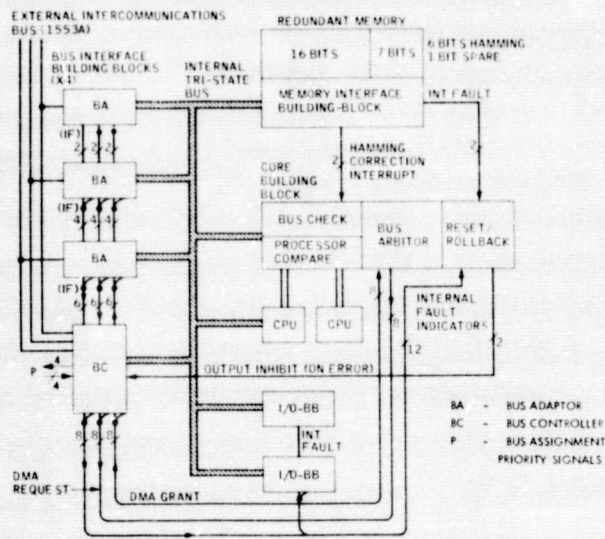 EXTERNAL INTERCOMMUNICATIONS
BUS (1553A)
REDUNDANT MEMORY
BUS INTERFACE
BUILDING BLOCKS
(X4)
INTERNAL
TRI-STATE
BUS
16 BITS
7 BITS
6 BITS HAMMING
1 BIT SPARE
MEMORY INTERFACE
BUILDING-BLOCK
INT FAULT
BA
(IF)
2 2 2
HAMMING
CORRECTION
INTERRUPT
2
2
CORE
BUILDING
BLOCK
BA
(IF)
4 4 4
BUS CHECK
PROCESSOR
COMPARE
BUS
ARBITOR
RESET/
ROLLBACK
BA
(IF)
6 6 6
8
8
INTERNAL
FAULT
INDICATORS
12
2
CPU
CPU
BC
P
4
4
OUTPUT INHIBIT (ON ERROR)
I/O-BB
INT
FAULT
I/O-BB
8 8 8
DMA
REQUEST
DMA GRANT
BA - BUS ADAPTOR
BC - BUS CONTROLLER
P - BUS ASSIGNMENT
PRIORITY SIGNALS